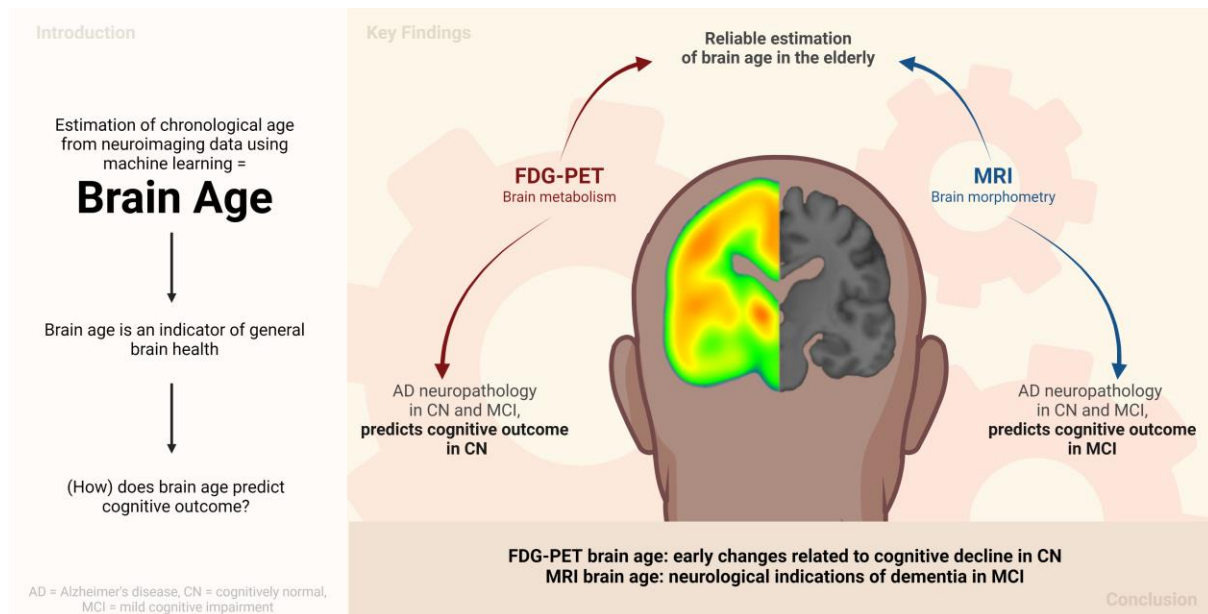 Introduction
Estimation of chronological age
from neuroimaging data using
machine learning =
Brain Age
Brain age is an indicator of general
brain health
(How) does brain age predict
cognitive outcome?
AD = Alzheimer's disease, CN = cognitively normal,
MCI = mild cognitive impairment
Key Findings
Reliable estimation
of brain age in the elderly
FDG-PET
Brain metabolism
MRI
Brain morphometry
AD neuropathology
in CN and MCI,
predicts cognitive outcome
in CN
AD neuropathology
in CN and MCI,
predicts cognitive outcome
in MCI
FDG-PET brain age: early changes related to cognitive decline in CN
MRI brain age: neurological indications of dementia in MCI
Conclusion